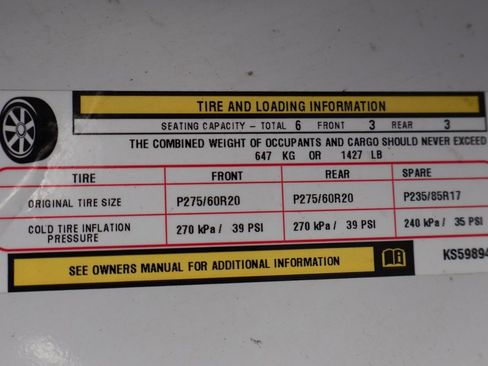 TIRE AND LOADING INFORMATION
SEATING CAPACITY – TOTAL 6 FRONT 3 REAR 3
THE COMBINED WEIGHT OF OCCUPANTS AND CARGO SHOULD NEVER EXCEED
647 KG OR 1427 LB
TIRE FRONT REAR SPARE
ORIGINAL TIRE SIZE P275/60R20 P275/60R20 P235/85R17
COLD TIRE INFLATION PRESSURE 270 kPa / 39 PSI 270 kPa / 39 PSI 240 kPa / 35 PSI
SEE OWNERS MANUAL FOR ADDITIONAL INFORMATION KS59894